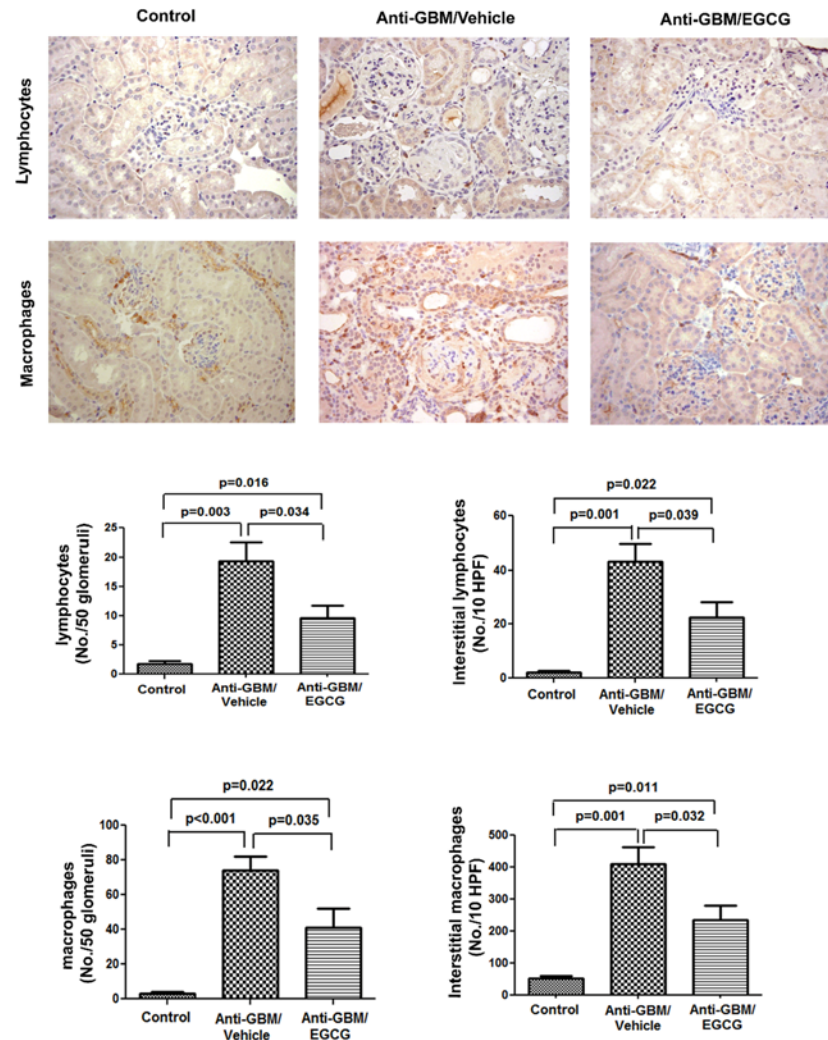 Control
Anti-GBM/Vehicle
Anti-GBM/EGCG
Lymphocytes
Macrophages
p=0.016
p=0.003
p=0.034
lymphocytes
(No./50 glomeruli)
25
20
15
10
5
0
Control
Anti-GBM/
Vehicle
Anti-GBM/
EGCG
p=0.022
p=0.001
p=0.039
Interstitial lymphocytes
(No./10 HPF)
60
40
20
0
Control
Anti-GBM/
Vehicle
Anti-GBM/
EGCG
p=0.022
p<0.001
p=0.035
macrophages
(No./50 glomeruli)
100
80
60
40
20
0
Control
Anti-GBM/
Vehicle
Anti-GBM/
EGCG
p=0.011
p=0.001
p=0.032
Interstitial macrophages
(No./10 HPF)
500
400
300
200
100
0
Control
Anti-GBM/
Vehicle
Anti-GBM/
EGCG